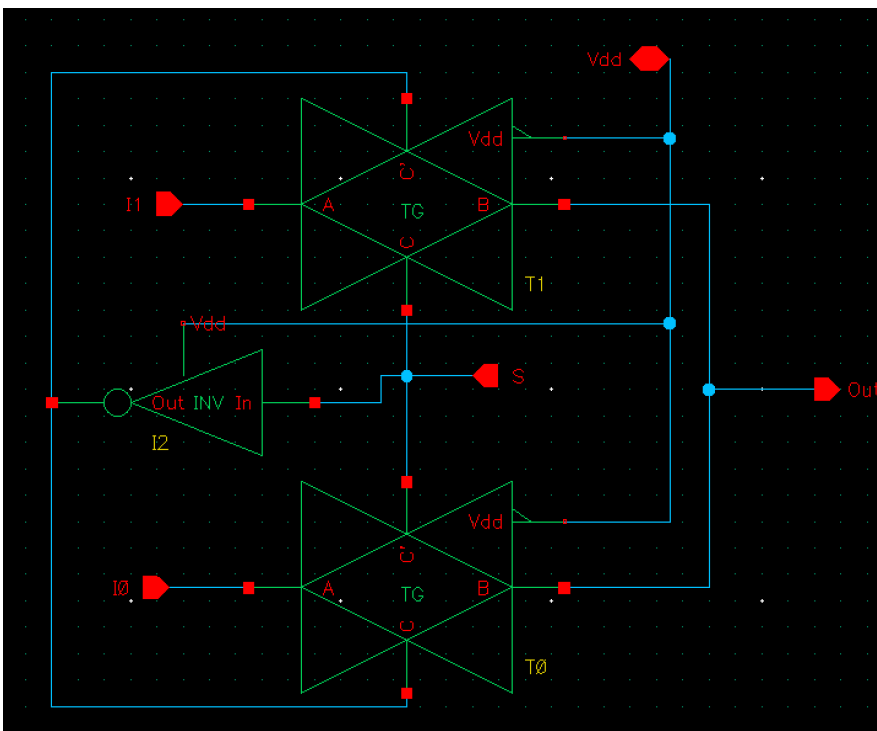 Vdd
Vdd
C'
I1
A
TG
B
C
T1
Vdd
S
Out INV In
Out
I2
Vdd
C'
I0
A
TG
B
C
T0